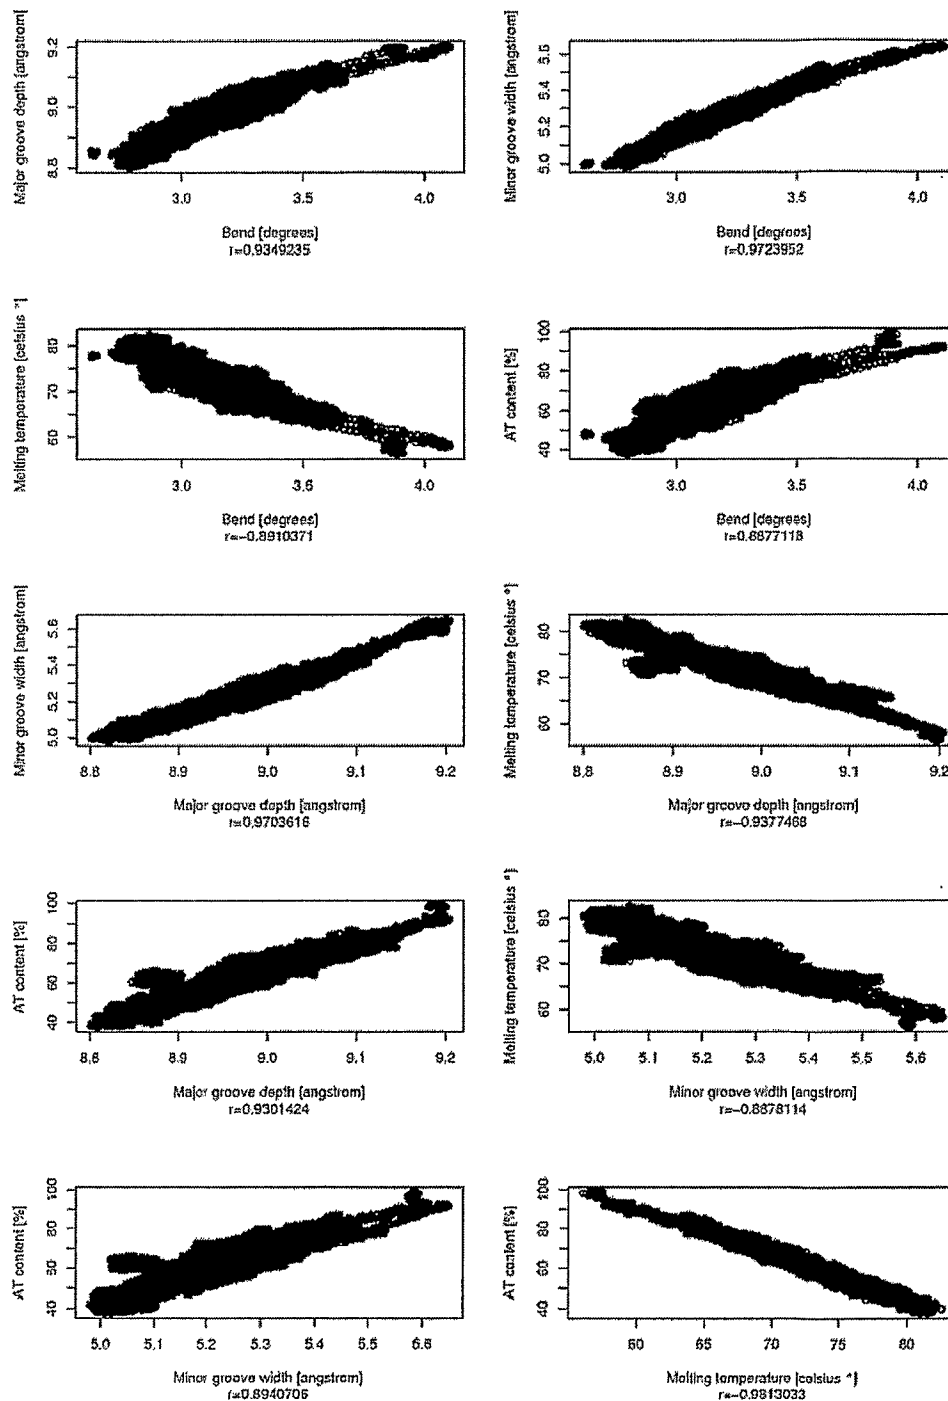 Major groove depth [angstrom]
9.2
9.0
8.8
3.0 3.5 4.0
Bend [degrees]
r=0.9349235
Minor groove width [angstrom]
5.6
5.4
5.2
5.0
3.0 3.5 4.0
Bend [degrees]
r=0.9723952
Melting temperature [celsius *]
80
70
60
3.0 3.5 4.0
Bend [degrees]
r=-0.8910371
AT content [%]
100
80
60
40
3.0 3.5 4.0
Bend [degrees]
r=0.8877118
Minor groove width [angstrom]
5.6
5.4
5.2
5.0
8.8 8.9 9.0 9.1 9.2
Major groove depth [angstrom]
r=0.9703616
Melting temperature [celsius *]
80
70
60
8.8 8.9 9.0 9.1 9.2
Major groove depth [angstrom]
r=-0.9377468
AT content [%]
100
80
60
40
8.8 8.9 9.0 9.1 9.2
Major groove depth [angstrom]
r=0.9301424
Melting temperature [celsius *]
80
70
60
5.0 5.1 5.2 5.3 5.4 5.5 5.6
Minor groove width [angstrom]
r=-0.8878114
AT content [%]
100
80
60
40
5.0 5.1 5.2 5.3 5.4 5.5 5.6
Minor groove width [angstrom]
r=0.8940706
AT content [%]
100
80
60
40
60 65 70 75 80
Melting temperature [celsius *]
r=-0.9813033